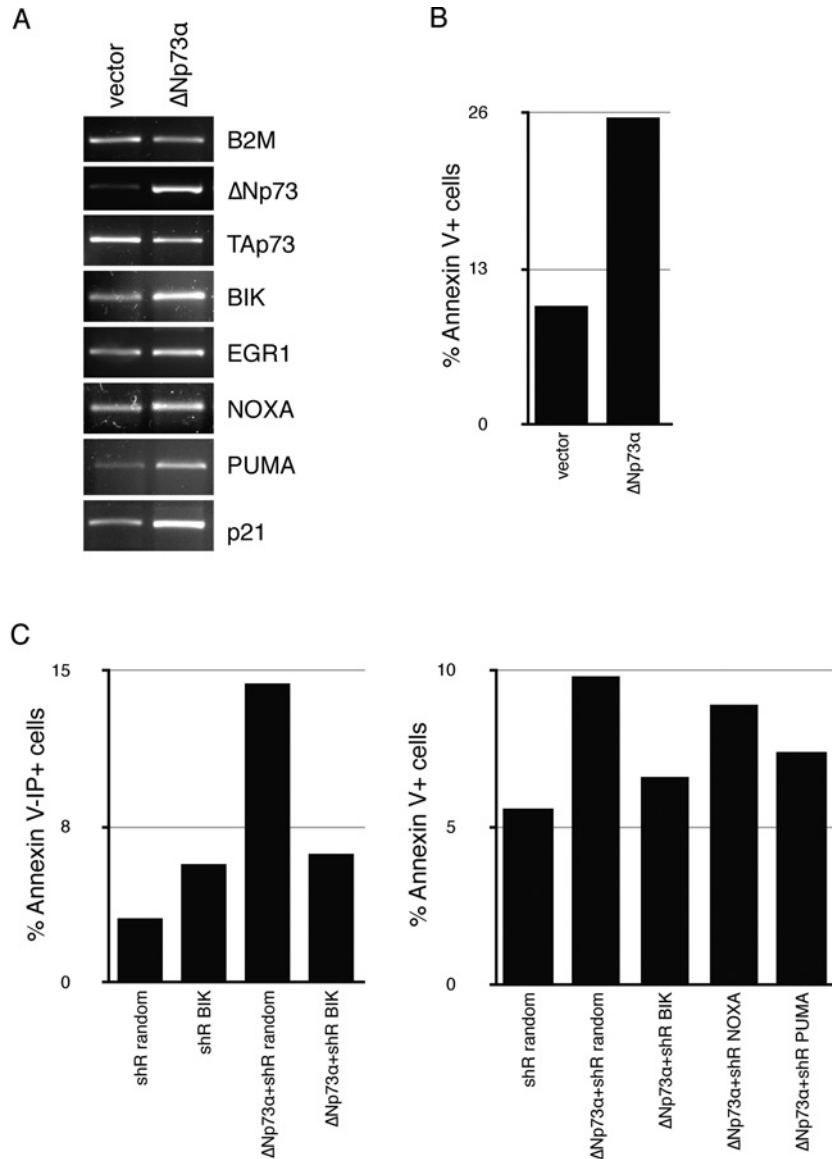 A
vector
ΔNp73α
B2M
ΔNp73
TAp73
BIK
EGR1
NOXA
PUMA
p21
B
% Annexin V+ cells
26
13
0
vector
ΔNp73α
C
% Annexin V-IP+ cells
15
8
0
shR random
shR BIK
ΔNp73α+shR random
ΔNp73α+shR BIK
% Annexin V+ cells
10
5
0
shR random
ΔNp73α+shR random
ΔNp73α+shR BIK
ΔNp73α+shR NOXA
ΔNp73α+shR PUMA